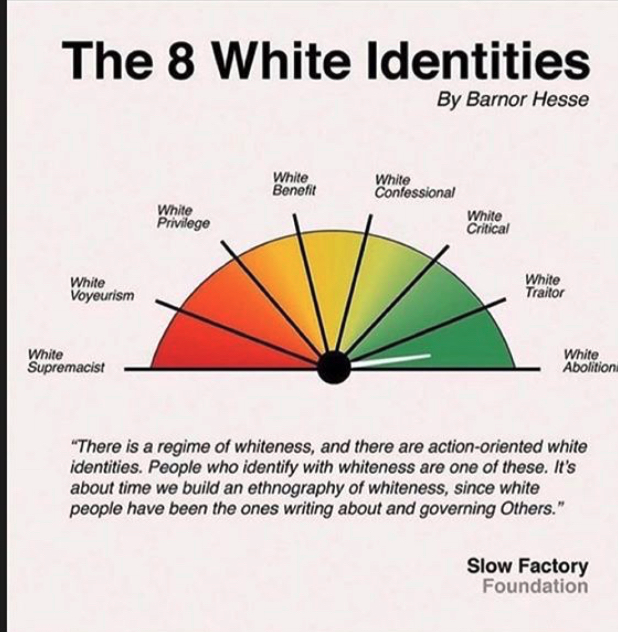 The 8 White Identities
By Barnor Hesse
White
Supremacist
White
Voyeurism
White
Privilege
White
Benefit
White
Confessional
White
Critical
White
Traitor
White
Abolition
“There is a regime of whiteness, and there are action-oriented white
identities. People who identify with whiteness are one of these. It’s
about time we build an ethnography of whiteness, since white
people have been the ones writing about and governing Others.”
Slow Factory
Foundation